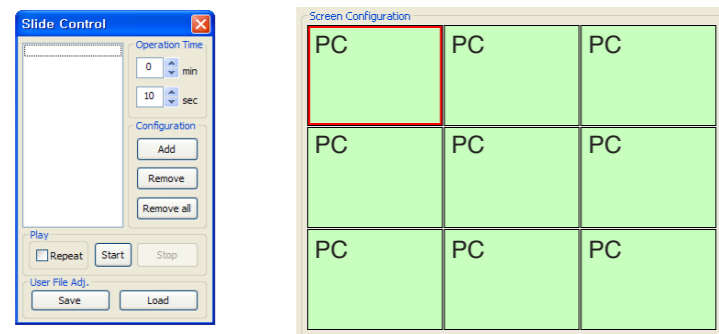 Slide Control
Operation Time
0 min
10 sec
Configuration
Add
Remove
Remove all
Play
Repeat Start Stop
User File Adj.
Save Load
Screen Configuration
PC PC PC
PC PC PC
PC PC PC